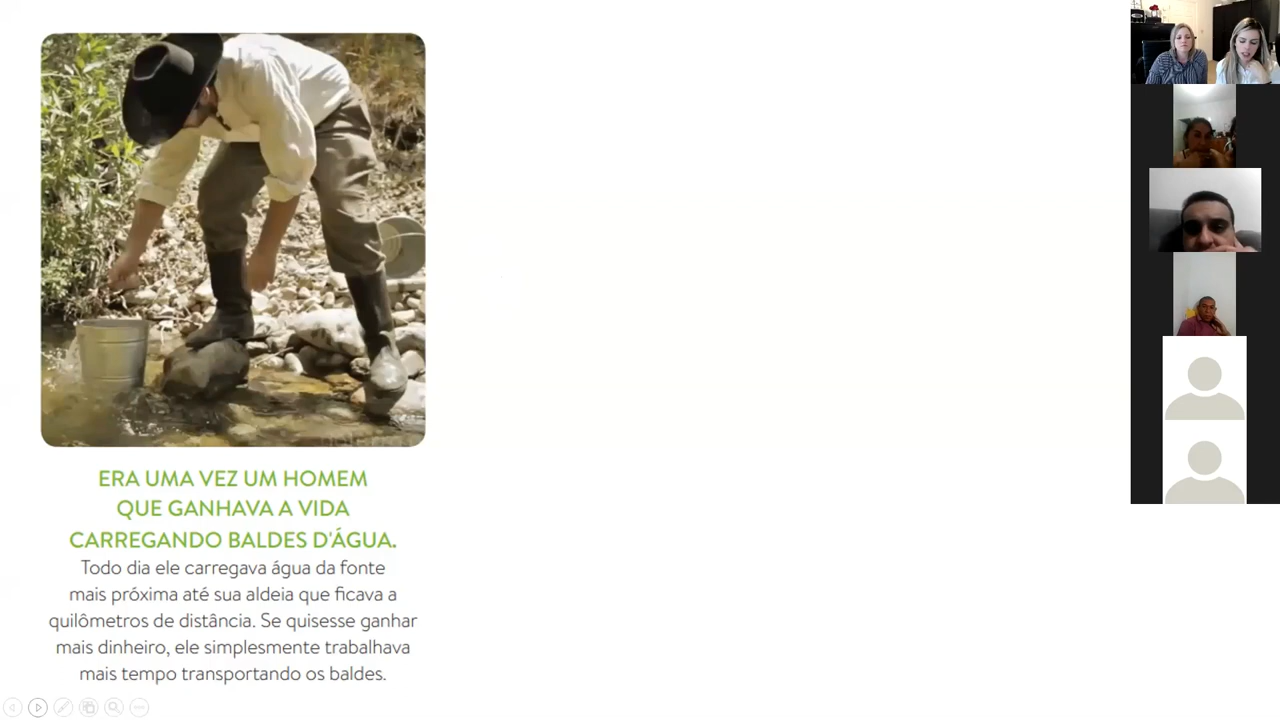 ERA UMA VEZ UM HOMEM
QUE GANHAVA A VIDA
CARREGANDO BALDES D'ÁGUA.
Todo dia ele carregava água da fonte
mais próxima até sua aldeia que ficava a
quilômetros de distância. Se quisesse ganhar
mais dinheiro, ele simplesmente trabalhava
mais tempo transportando os baldes.